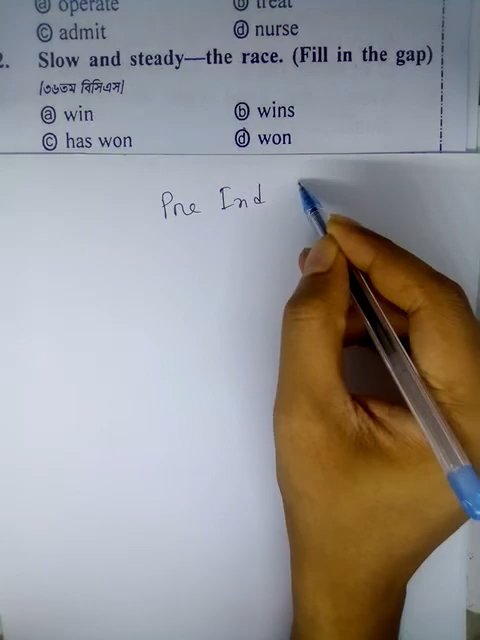 ⓐ operate ⓑ treat
ⓒ admit ⓓ nurse
2. Slow and steady—the race. (Fill in the gap)
[৩৬তম বিসিএস]
ⓐ win ⓑ wins
ⓒ has won ⓓ won
Pre Ind